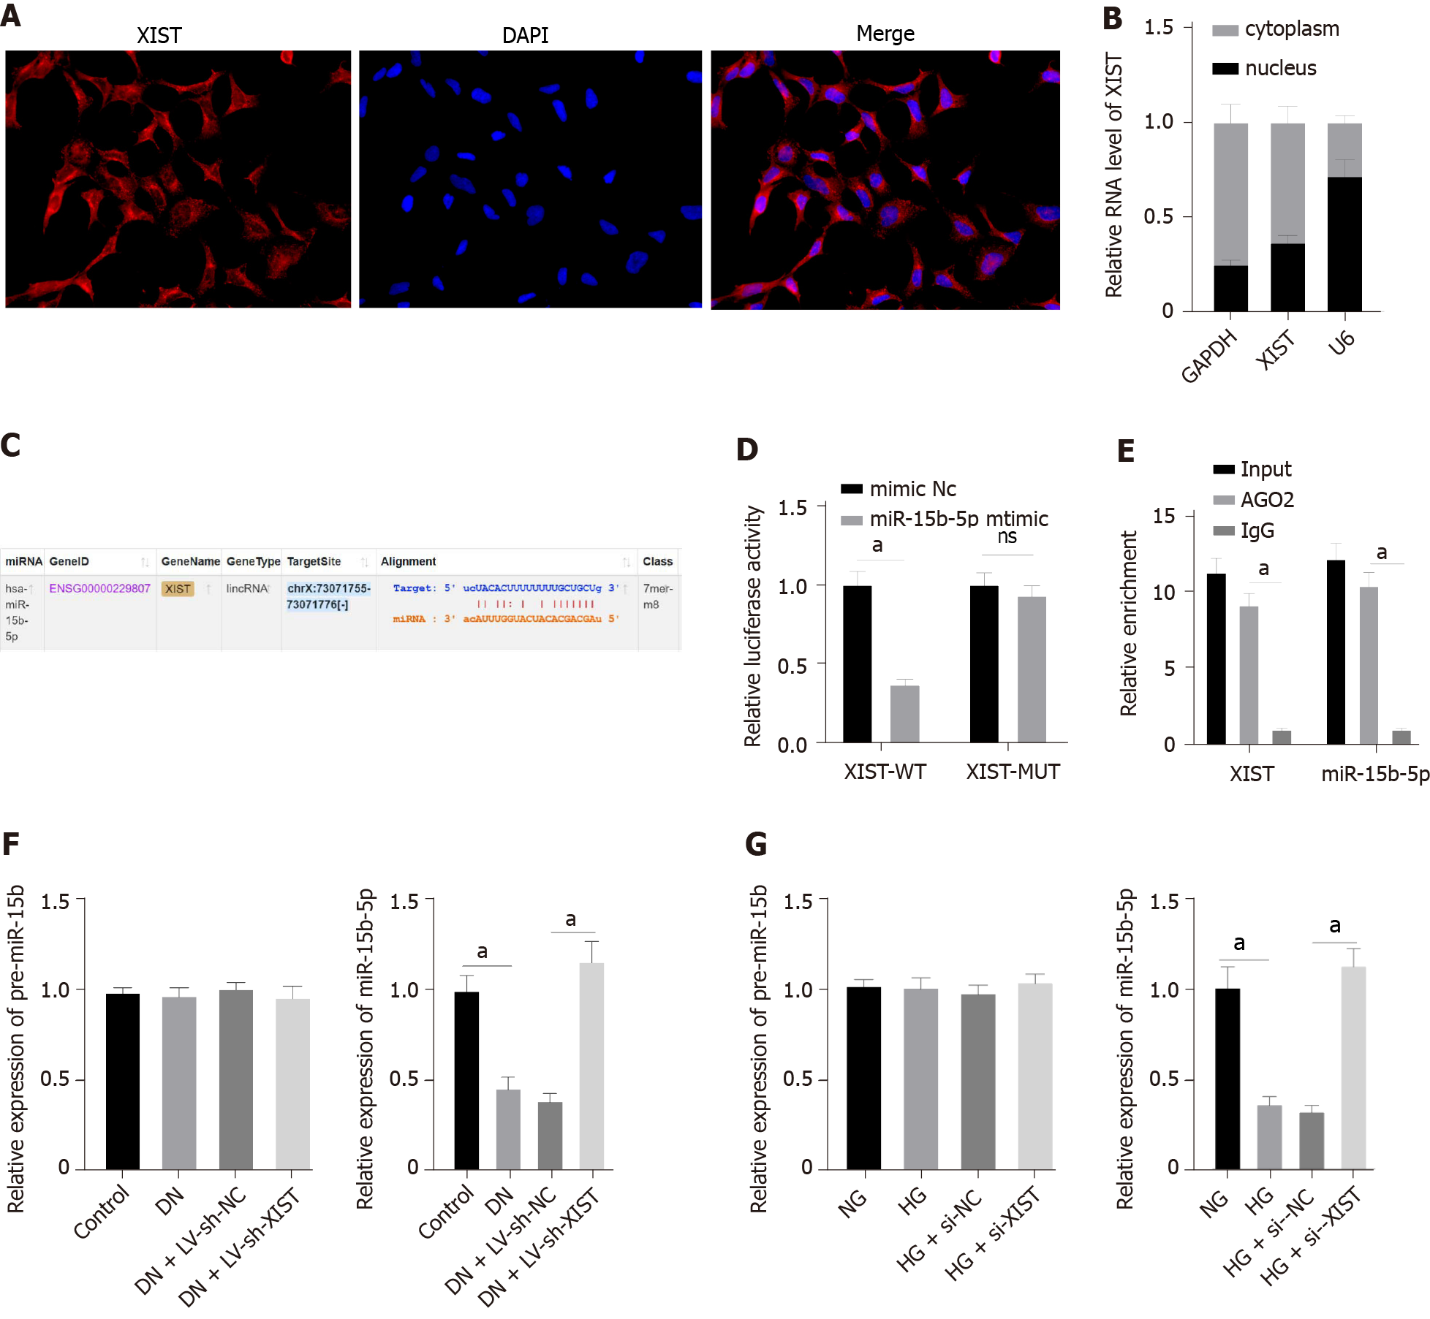 A
XIST
DAPI
Merge
B
Relative RNA level of XIST
1.5
1.0
0.5
0
cytoplasm
nucleus
GAPDH
XIST
U6
C
miRNA GeneID GeneName GeneType TargetSite Alignment Class
hsa-miR-15b-5p
ENSG00000229807
XIST
lincRNA
chrX:73071755-
73071776[-]
Target: 5' ucUACACUUUUUUUUGCUGCUg 3'
miRNA : 3' acAUUUGGUACUACACGACGAu 5'
7mer-
m8
D
Relative luciferase activity
mimic Nc
miR-15b-5p mtimic
1.5
1.0
0.5
0.0
a
ns
XIST-WT
XIST-MUT
E
Relative enrichment
Input
AGO2
IgG
15
10
5
0
a
a
XIST
miR-15b-5p
F
Relative expression of pre-miR-15b
1.5
1.0
0.5
0
Control
DN
DN + LV-sh-NC
DN + LV-sh-XIST
Relative expression of miR-15b-5p
1.5
1.0
0.5
0
a
a
Control
DN
DN + LV-sh-NC
DN + LV-sh-XIST
G
Relative expression of pre-miR-15b
1.5
1.0
0.5
0
NG
HG
HG + si-NC
HG + si-XIST
Relative expression of miR-15b-5p
1.5
1.0
0.5
0
a
a
NG
HG
HG + si--NC
HG + si--XIST